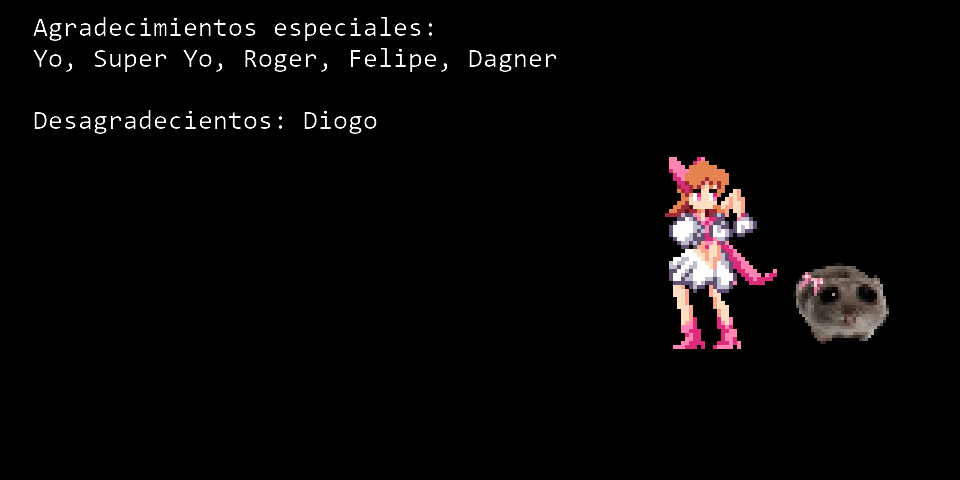 Agradecimientos especiales:
Yo, Super Yo, Roger, Felipe, Dagner
Desagradecientos: Diogo